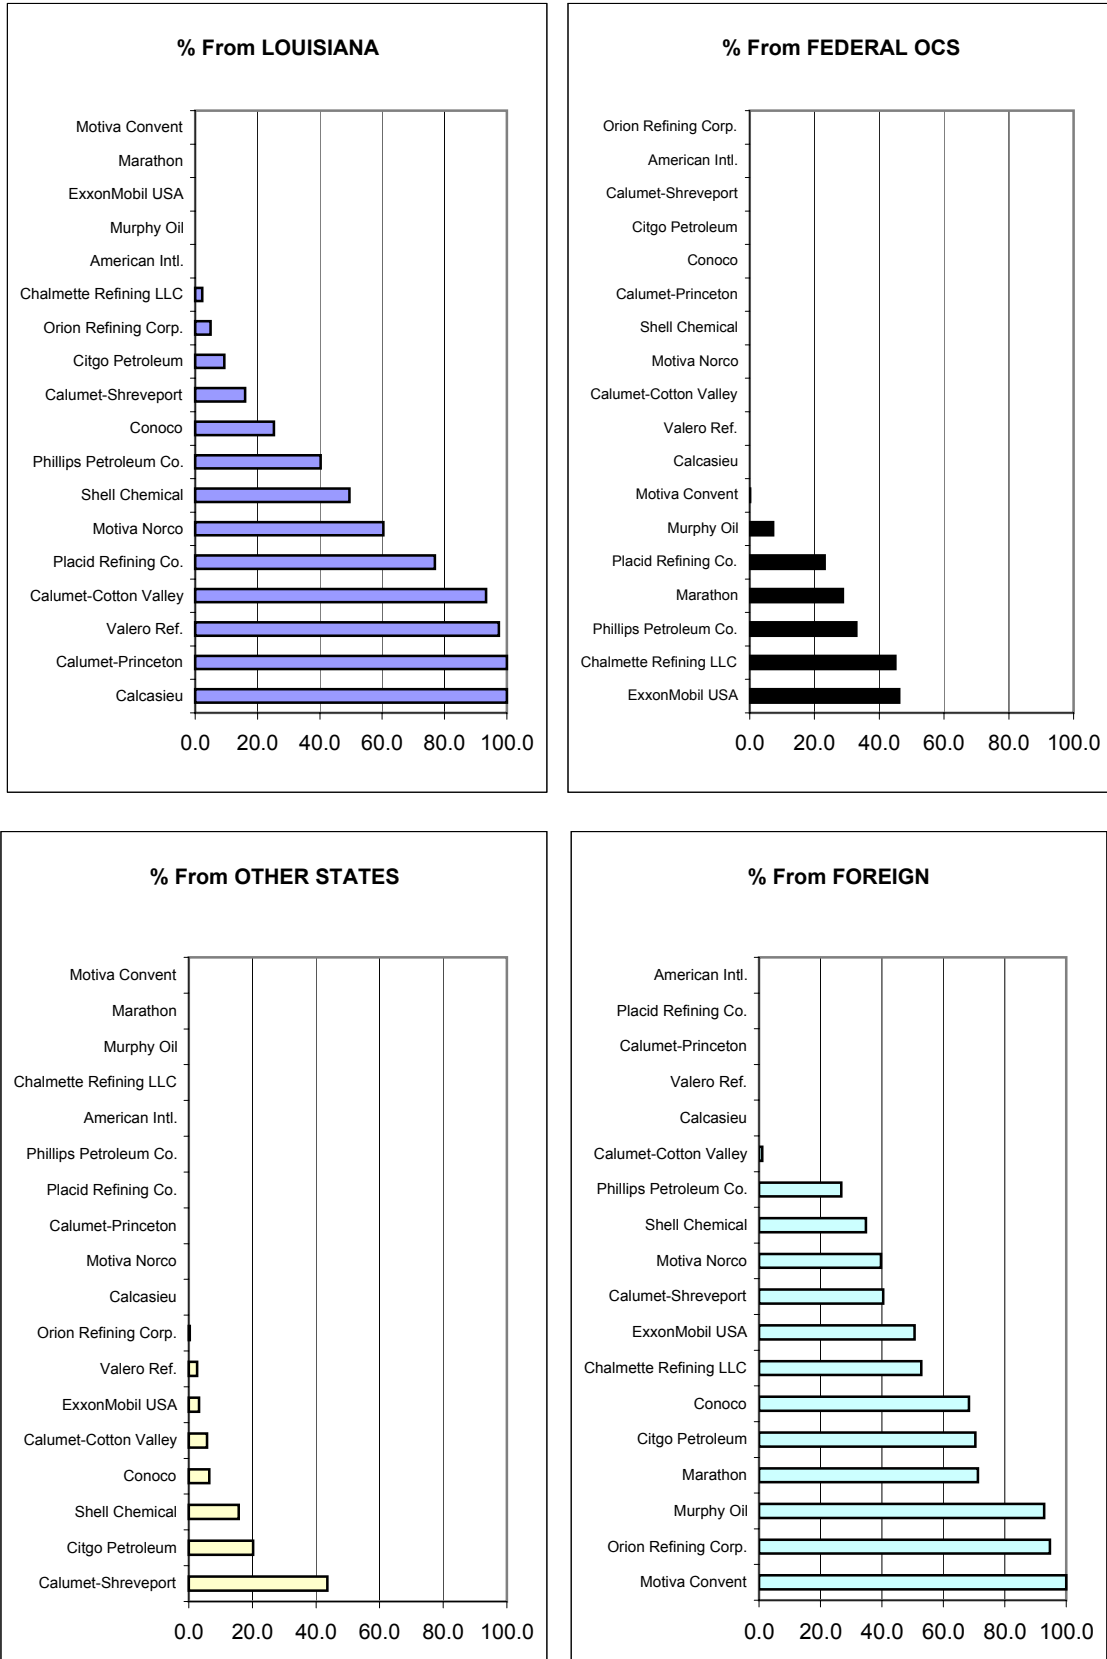 % From LOUISIANA
Motiva Convent
Marathon
ExxonMobil USA
Murphy Oil
American Intl.
Chalmette Refining LLC
Orion Refining Corp.
Citgo Petroleum
Calumet-Shreveport
Conoco
Phillips Petroleum Co.
Shell Chemical
Motiva Norco
Placid Refining Co.
Calumet-Cotton Valley
Valero Ref.
Calumet-Princeton
Calcasieu
0.0 20.0 40.0 60.0 80.0 100.0
% From FEDERAL OCS
Orion Refining Corp.
American Intl.
Calumet-Shreveport
Citgo Petroleum
Conoco
Calumet-Princeton
Shell Chemical
Motiva Norco
Calumet-Cotton Valley
Valero Ref.
Calcasieu
Motiva Convent
Murphy Oil
Placid Refining Co.
Marathon
Phillips Petroleum Co.
Chalmette Refining LLC
ExxonMobil USA
0.0 20.0 40.0 60.0 80.0 100.0
% From OTHER STATES
Motiva Convent
Marathon
Murphy Oil
Chalmette Refining LLC
American Intl.
Phillips Petroleum Co.
Placid Refining Co.
Calumet-Princeton
Motiva Norco
Calcasieu
Orion Refining Corp.
Valero Ref.
ExxonMobil USA
Calumet-Cotton Valley
Conoco
Shell Chemical
Citgo Petroleum
Calumet-Shreveport
0.0 20.0 40.0 60.0 80.0 100.0
% From FOREIGN
American Intl.
Placid Refining Co.
Calumet-Princeton
Valero Ref.
Calcasieu
Calumet-Cotton Valley
Phillips Petroleum Co.
Shell Chemical
Motiva Norco
Calumet-Shreveport
ExxonMobil USA
Chalmette Refining LLC
Conoco
Citgo Petroleum
Marathon
Murphy Oil
Orion Refining Corp.
Motiva Convent
0.0 20.0 40.0 60.0 80.0 100.0